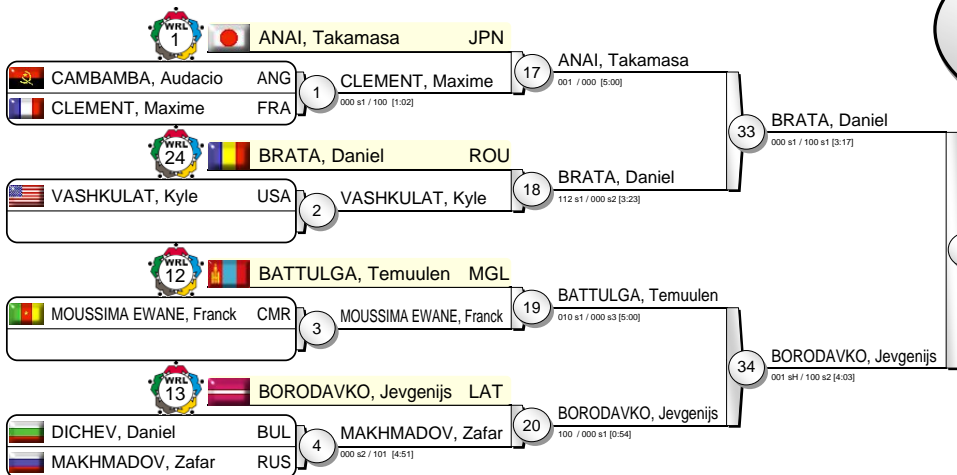 WRL
1
ANAI, Takamasa JPN
CAMBAMBA, Audacio ANG
CLEMENT, Maxime FRA
1
CLEMENT, Maxime
000 s1 / 100 [1:02]
17
ANAI, Takamasa
001 / 000 [5:00]
WRL
24
BRATA, Daniel ROU
VASHKULAT, Kyle USA
2
VASHKULAT, Kyle
18
BRATA, Daniel
112 s1 / 000 s2 [3:23]
33
BRATA, Daniel
000 s1 / 100 s1 [3:17]
WRL
12
BATTULGA, Temuulen MGL
MOUSSIMA EWANE, Franck CMR
3
MOUSSIMA EWANE, Franck
19
BATTULGA, Temuulen
010 s1 / 000 s3 [5:00]
WRL
13
BORODAVKO, Jevgenijs LAT
DICHEV, Daniel BUL
MAKHMADOV, Zafar RUS
4
MAKHMADOV, Zafar
000 s2 / 101 [4:51]
20
BORODAVKO, Jevgenijs
100 / 000 s1 [0:54]
34
BORODAVKO, Jevgenijs
001 sH / 100 s2 [4:03]